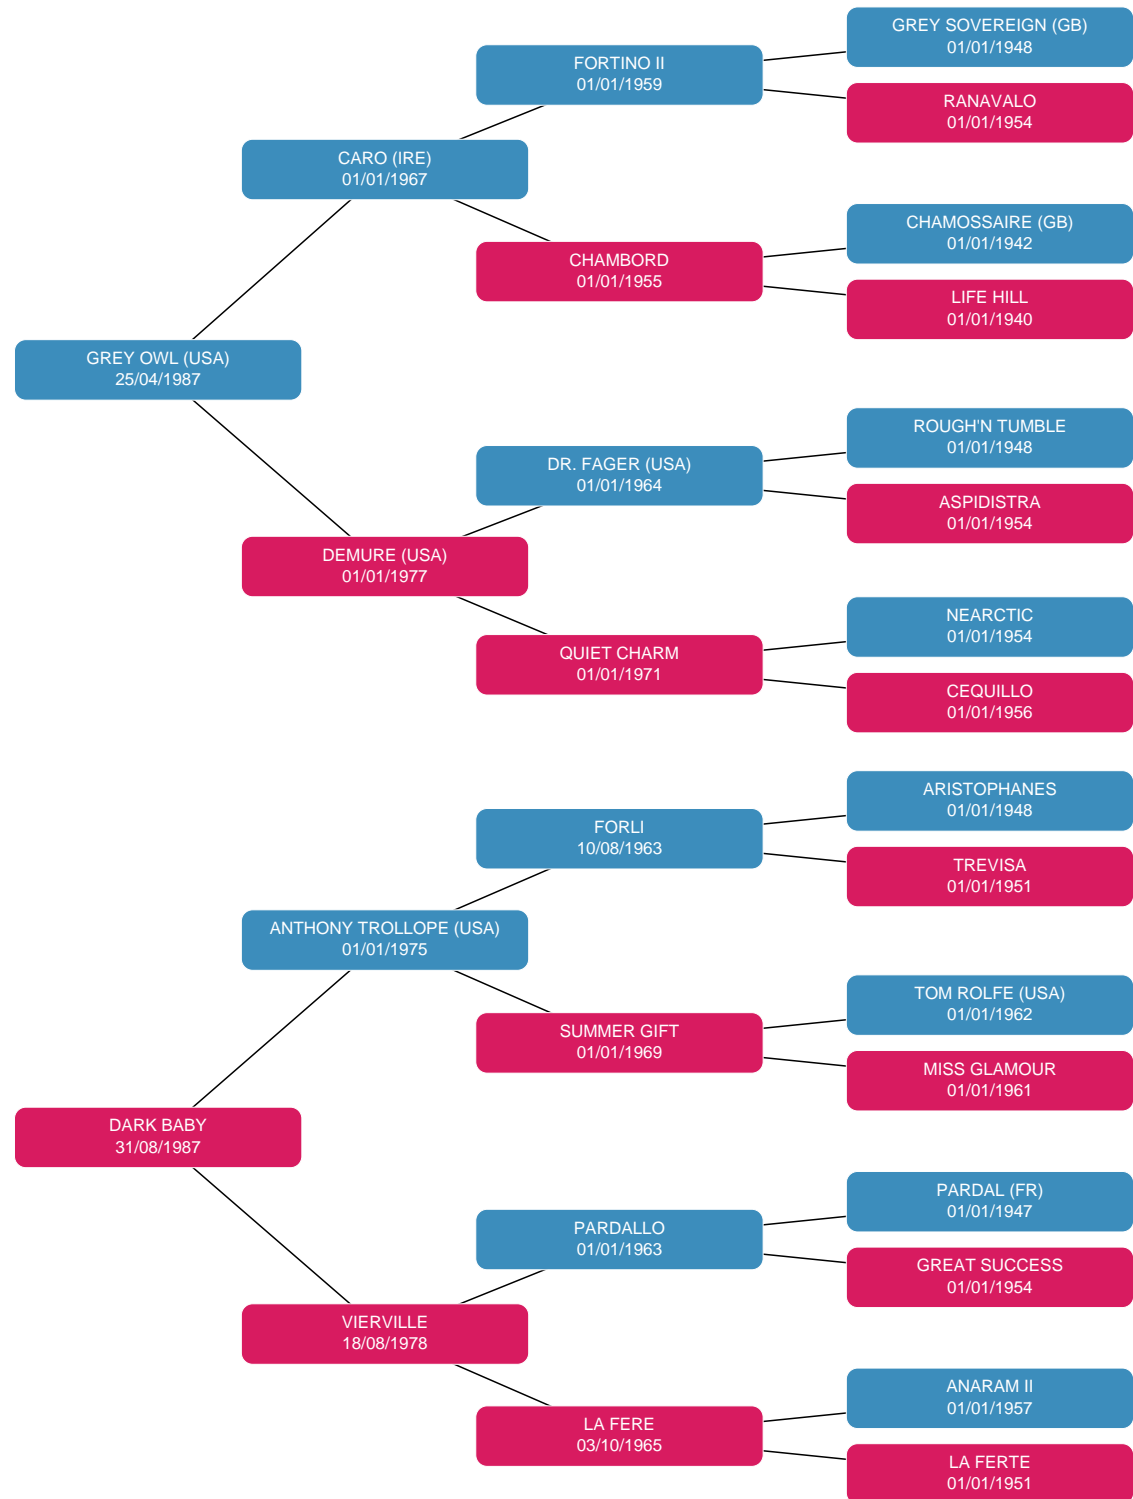 GREY SOVEREIGN (GB)
01/01/1948
FORTINO II
01/01/1959
RANAVALO
01/01/1954
CARO (IRE)
01/01/1967
CHAMOSSAIRE (GB)
01/01/1942
CHAMBORD
01/01/1955
LIFE HILL
01/01/1940
GREY OWL (USA)
25/04/1987
ROUGH'N TUMBLE
01/01/1948
DR. FAGER (USA)
01/01/1964
ASPIDISTRA
01/01/1954
DEMURE (USA)
01/01/1977
NEARCTIC
01/01/1954
QUIET CHARM
01/01/1971
CEQUILLO
01/01/1956
ARISTOPHANES
01/01/1948
FORLI
10/08/1963
TREVISA
01/01/1951
ANTHONY TROLLOPE (USA)
01/01/1975
TOM ROLFE (USA)
01/01/1962
SUMMER GIFT
01/01/1969
MISS GLAMOUR
01/01/1961
DARK BABY
31/08/1987
PARDAL (FR)
01/01/1947
PARDALLO
01/01/1963
GREAT SUCCESS
01/01/1954
VIERVILLE
18/08/1978
ANARAM II
01/01/1957
LA FERE
03/10/1965
LA FERTE
01/01/1951